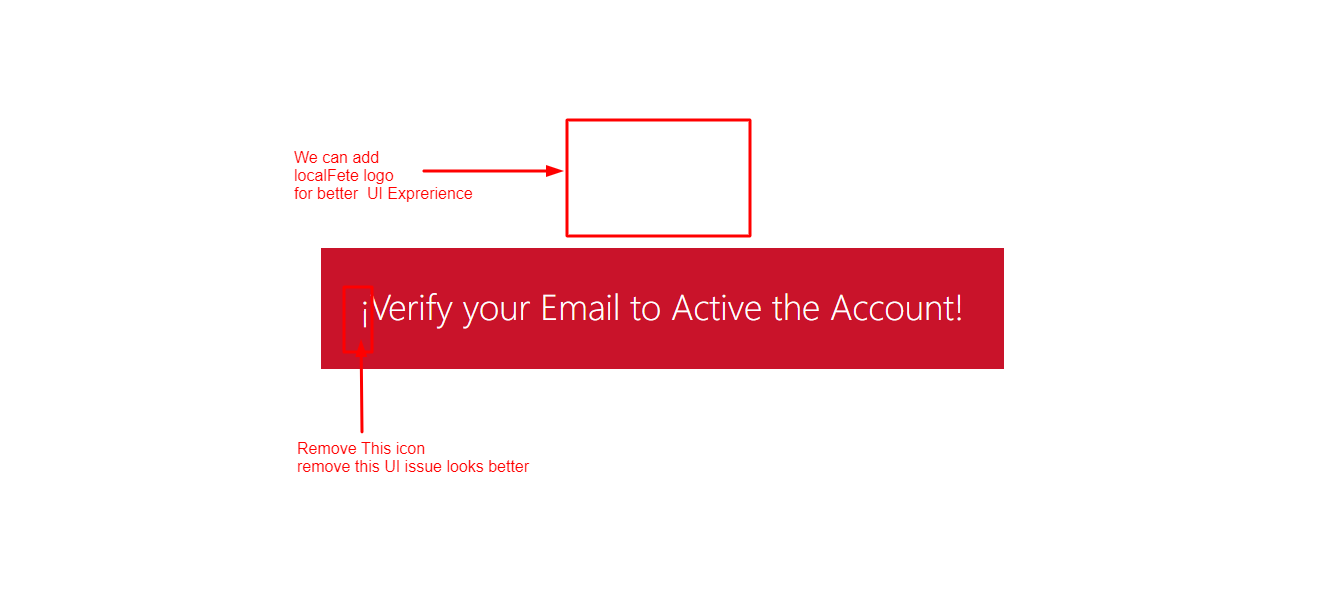 We can add
localFete logo
for better  UI Exprerience
¡Verify your Email to Active the Account!
Remove This icon
remove this UI issue looks better